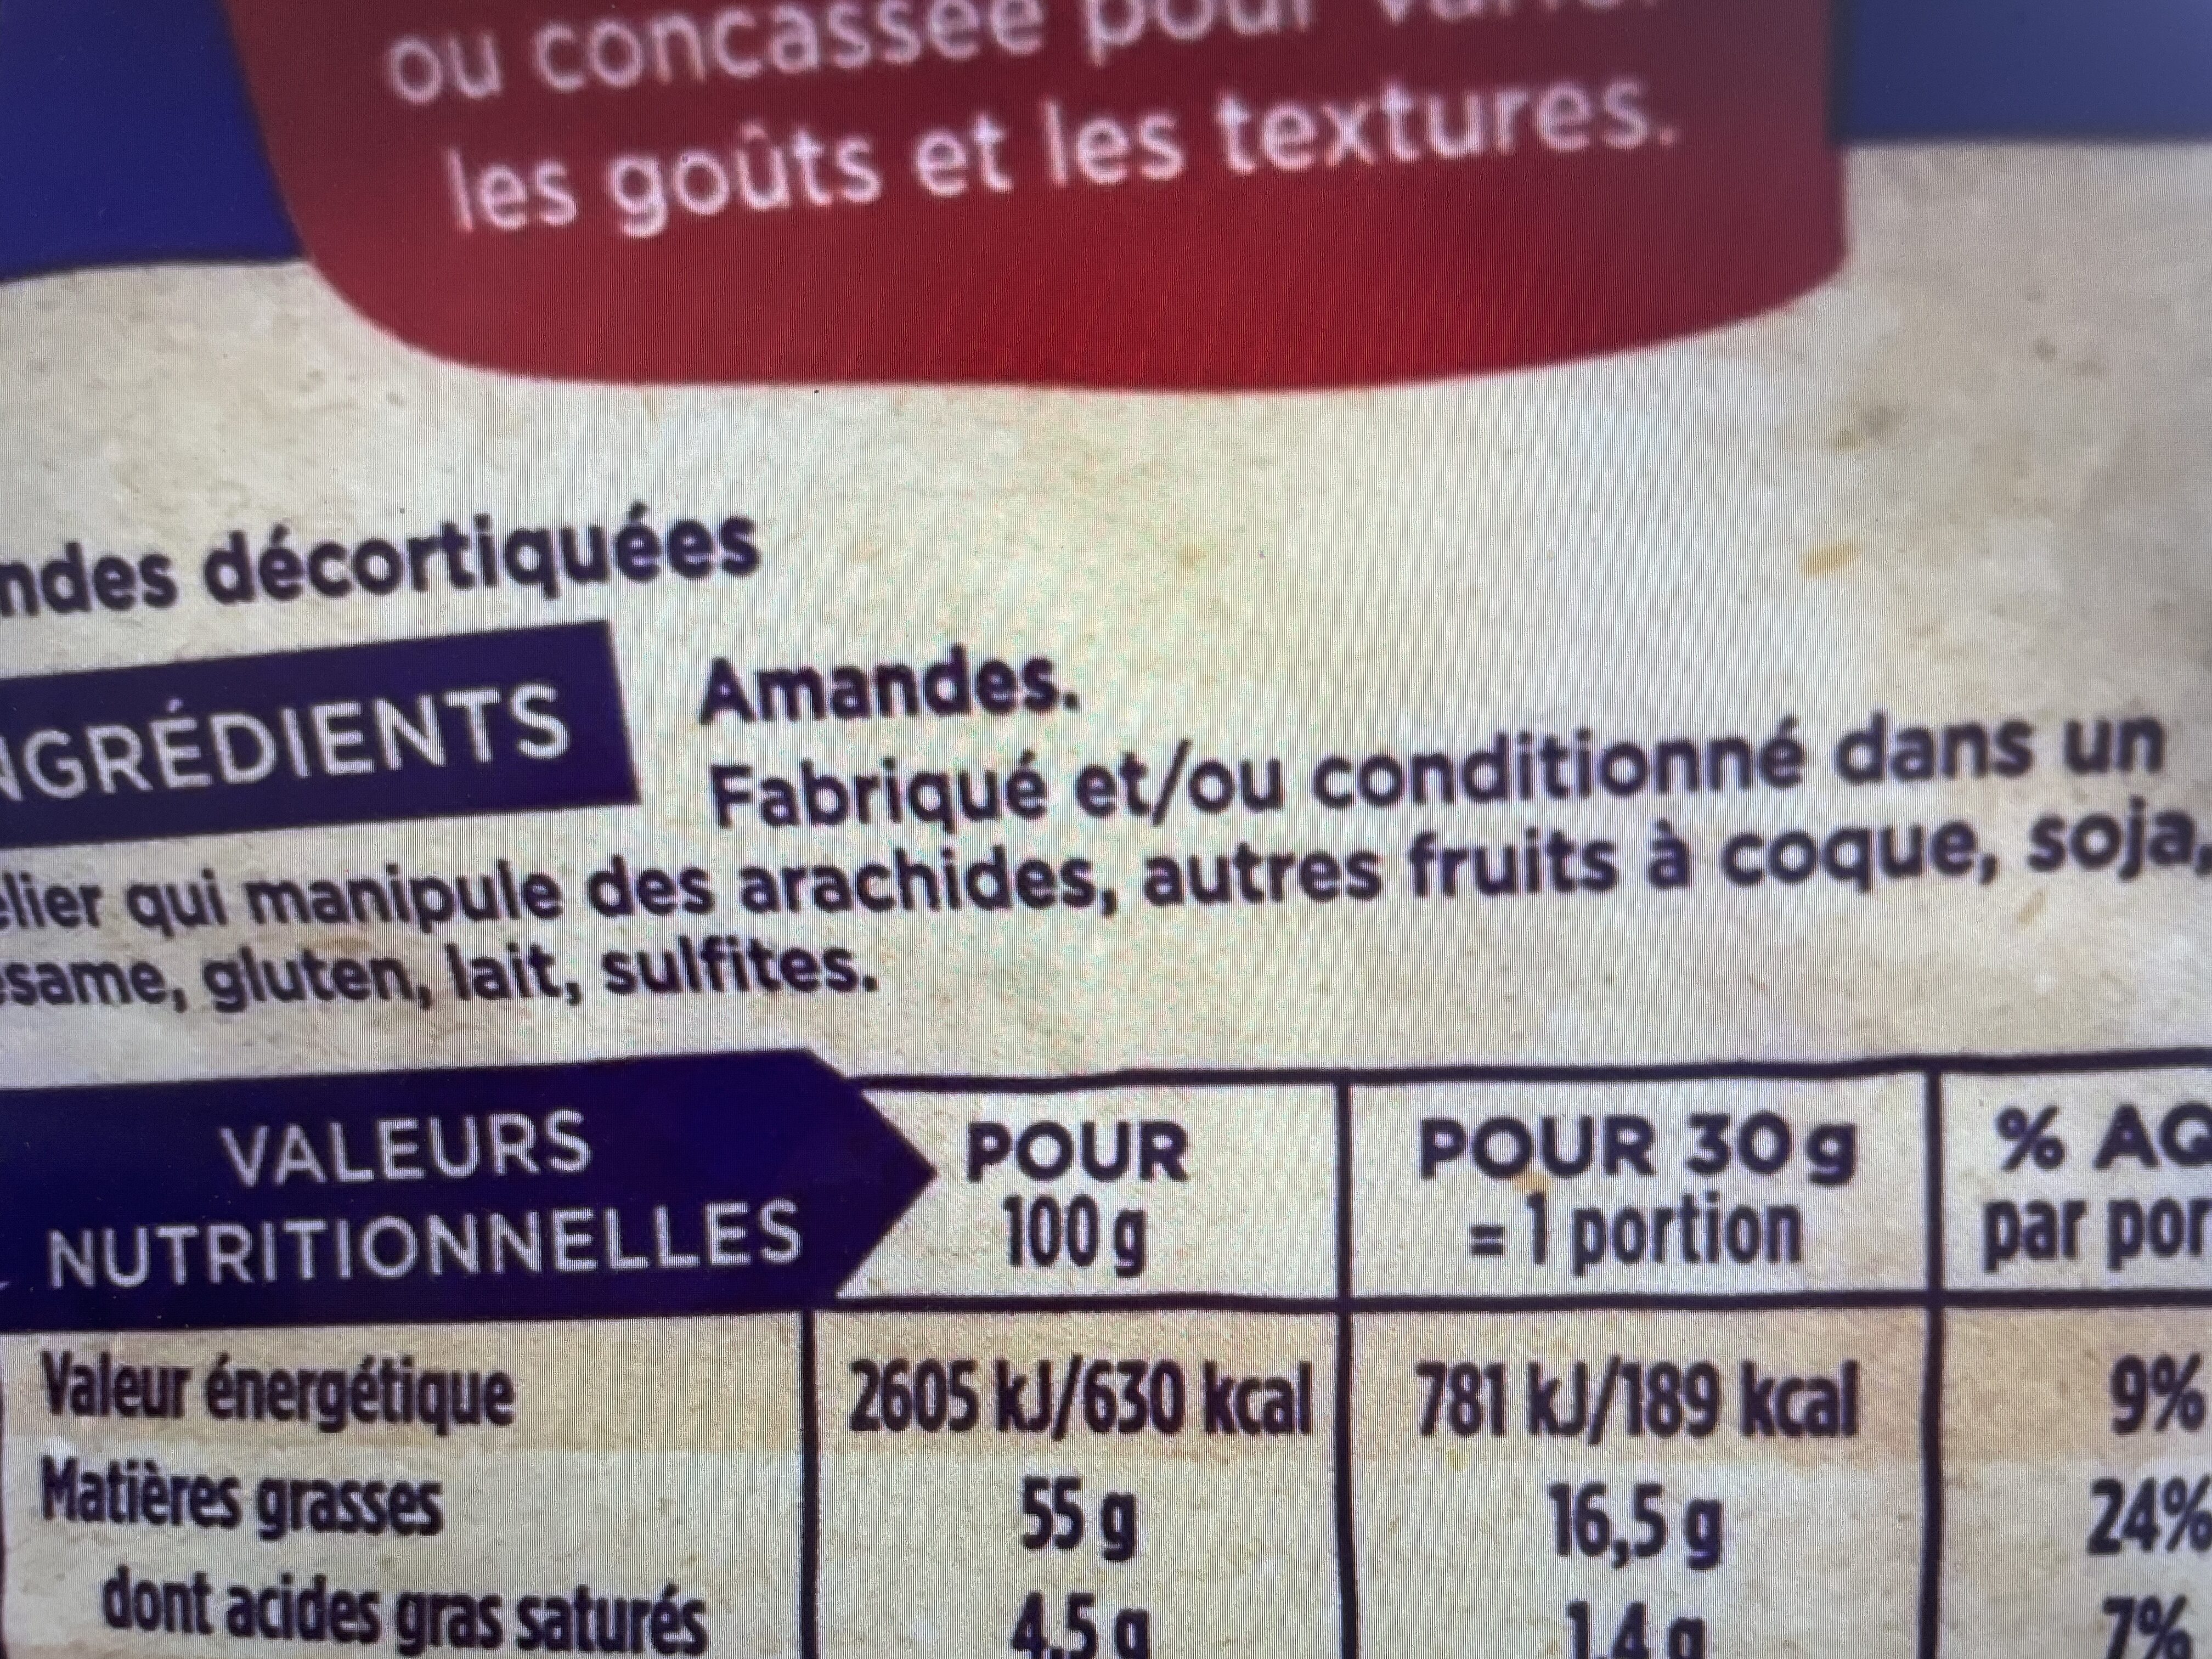 ou concassée pour
les goûts et les textures.
ndes décortiquées
NGRÉDIENTS
Amandes.
Fabriqué et/ou conditionné dans un
elier qui manipule des arachides, autres fruits à coque, soja,
ésame, gluten, lait, sulfites.
VALEURS NUTRITIONNELLES
POUR 100 g
POUR 30 g = 1 portion
% AQ par por
Valeur énergétique 2605 kJ/630 kcal 781 kJ/189 kcal 9%
Matières grasses 55 g 16,5 g 24%
dont acides gras saturés 4,5 g 1,4 g 7%